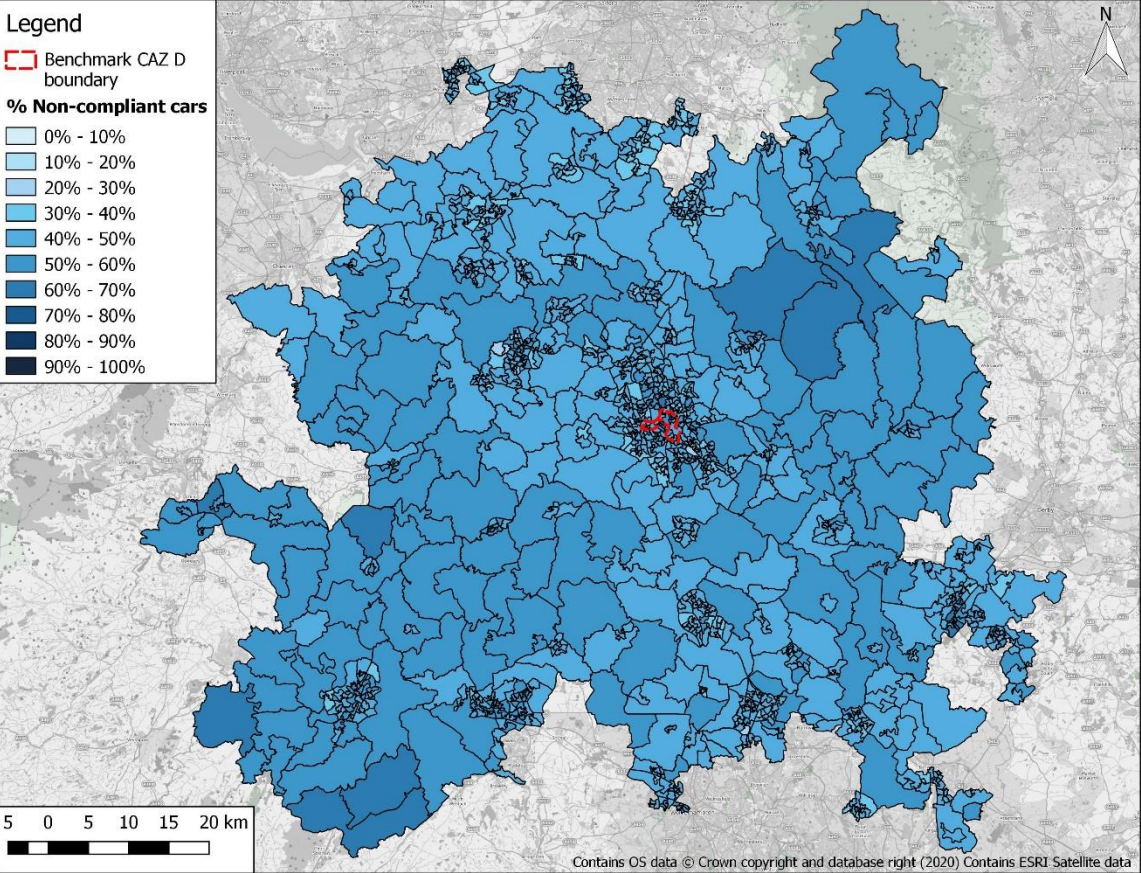 Legend
Benchmark CAZ D
boundary
% Non-compliant cars
0% - 10%
10% - 20%
20% - 30%
30% - 40%
40% - 50%
50% - 60%
60% - 70%
70% - 80%
80% - 90%
90% - 100%
N
Derby
5 0 5 10 15 20 km
Contains OS data © Crown copyright and database right (2020) Contains ESRI Satellite data